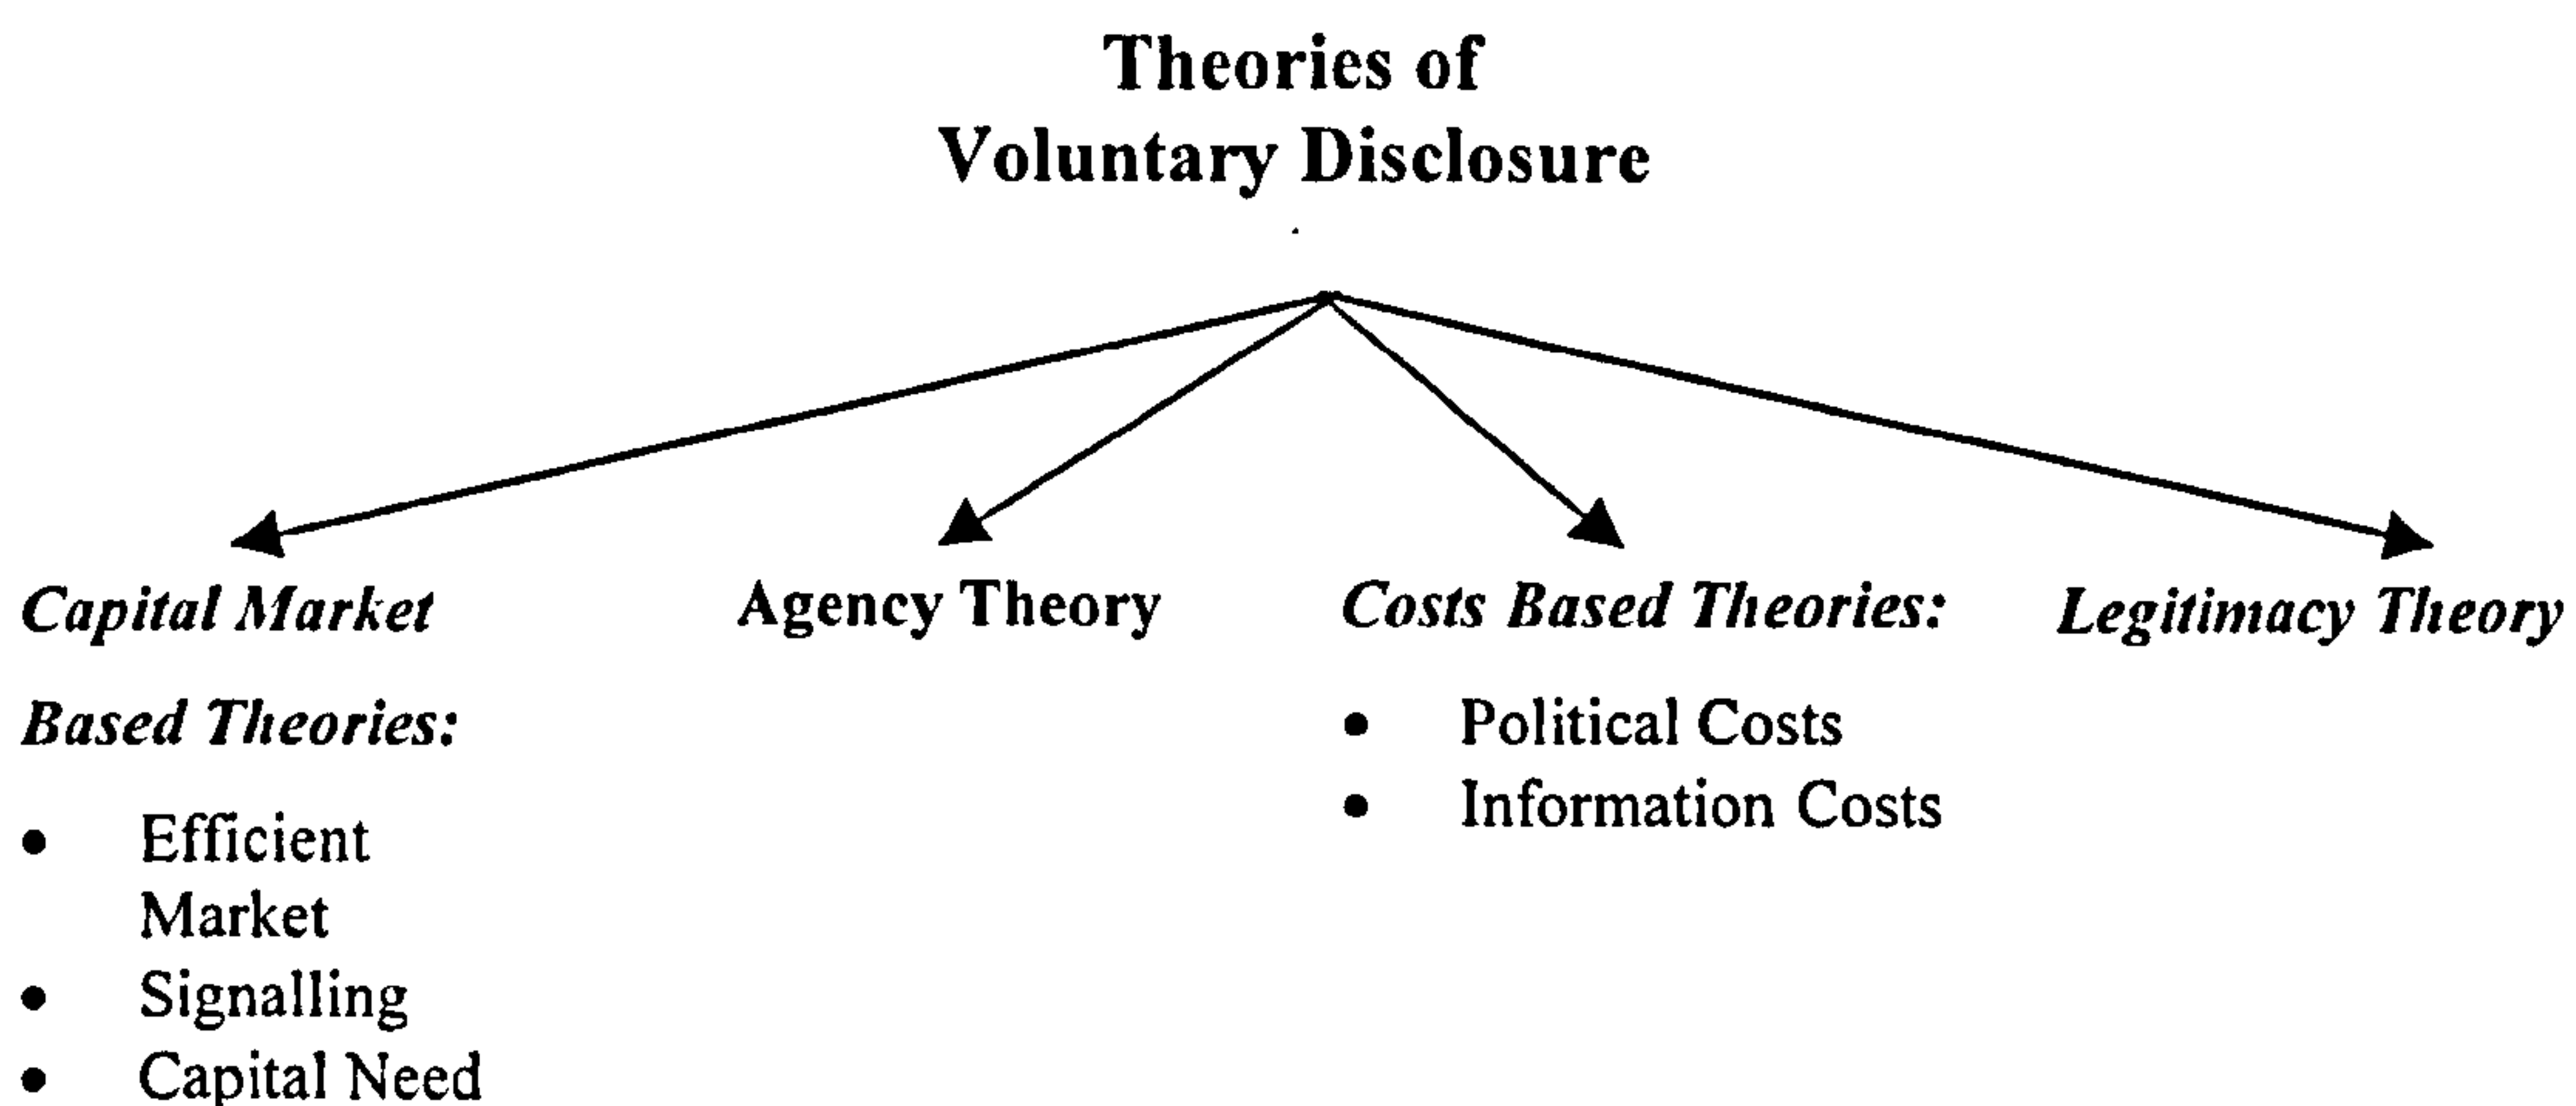 Theories of
Voluntary Disclosure
Capital Market
Based Theories:
• Efficient
Market
• Signalling
• Capital Need
Agency Theory
Costs Based Theories:
• Political Costs
• Information Costs
Legitimacy Theory